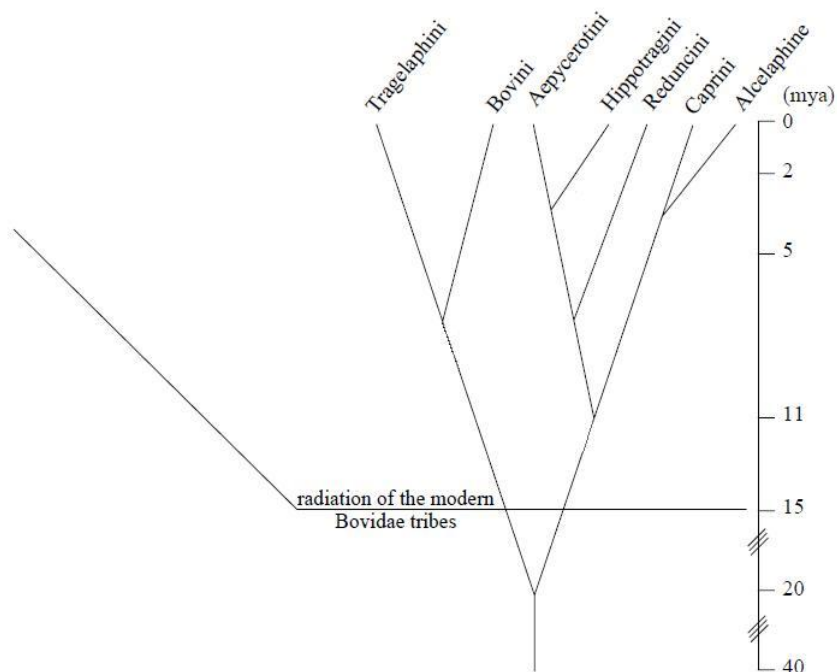 Tragelaphini
Bovini
Aepycerotini
Hippotragini
Reduncini
Caprini
Alcelaphine
(mya)
0
2
5
11
radiation of the modern
Bovidae tribes
15
20
40